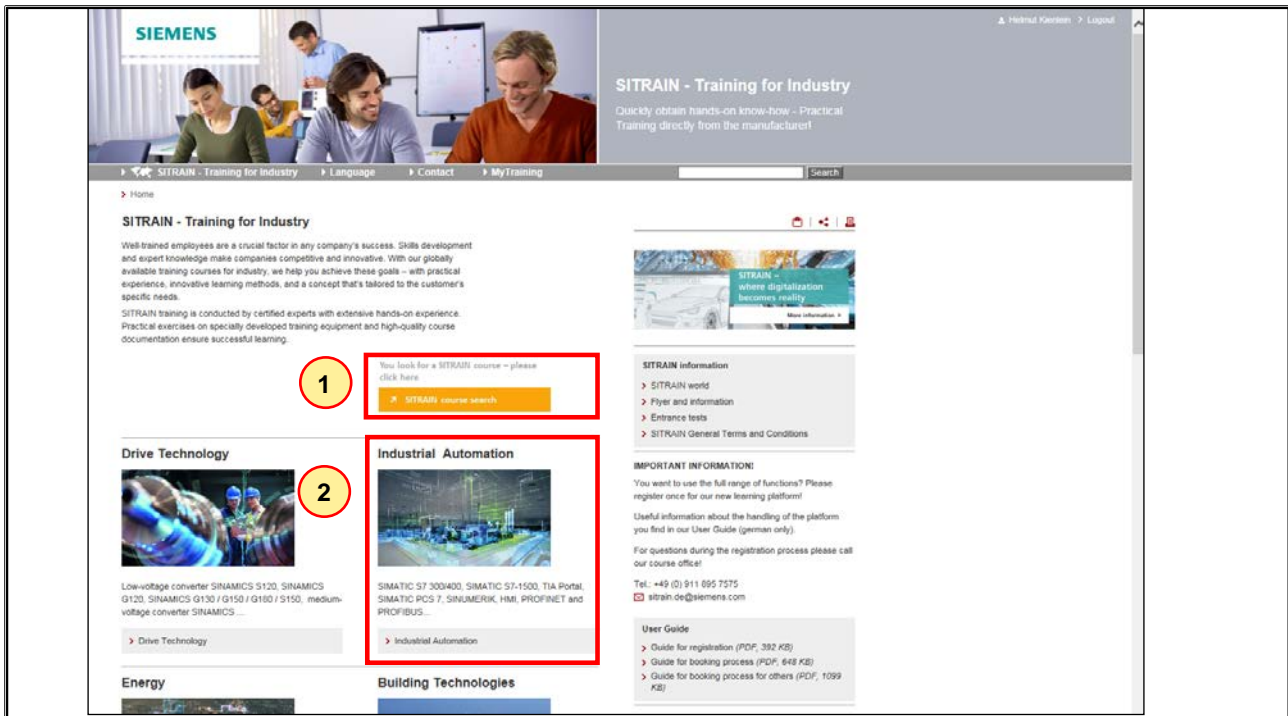 SIEMENS
Helmut Kientein > Logout
SITRAIN - Training for Industry
Quickly obtain hands-on know-how - Practical
Training directly from the manufacturer!
SITRAIN - Training for Industry
Language
Contact
MyTraining
Search
Home
SITRAIN - Training for Industry
Well-trained employees are a crucial factor in any company's success. Skills development
and expert knowledge make companies competitive and innovative. With our globally
available training courses for industry, we help you achieve these goals – with practical
experience, innovative learning methods, and a concept that's tailored to the customer's
specific needs.
SITRAIN training is conducted by certified experts with extensive hands-on experience.
Practical exercises on specially developed training equipment and high-quality course
documentation ensure successful learning.
1
You look for a SITRAIN course – please
click here
SITRAIN course search
Drive Technology
Low-voltage converter SINAMICS S120, SINAMICS
G120, SINAMICS G130 / G150 / G180 / S150, medium-
voltage converter SINAMICS ...
Drive Technology
2
Industrial Automation
SIMATIC S7 300/400, SIMATIC S7-1500, TIA Portal,
SIMATIC PCS 7, SINUMERIK, HMI, PROFINET and
PROFIBUS...
Industrial Automation
Energy
Building Technologies
SITRAIN –
where digitalization
becomes reality
More information >
SITRAIN information
SITRAIN world
Flyer and information
Entrance tests
SITRAIN General Terms and Conditions
IMPORTANT INFORMATION!
You want to use the full range of functions? Please
register once for our new learning platform!
Useful information about the handling of the platform
you find in our User Guide (german only).
For questions during the registration process please call
our course office!
Tel.: +49 (0) 911 895 7575
sitrain.de@siemens.com
User Guide
Guide for registration (PDF, 392 KB)
Guide for booking process (PDF, 648 KB)
Guide for booking process for others (PDF, 1099
KB)